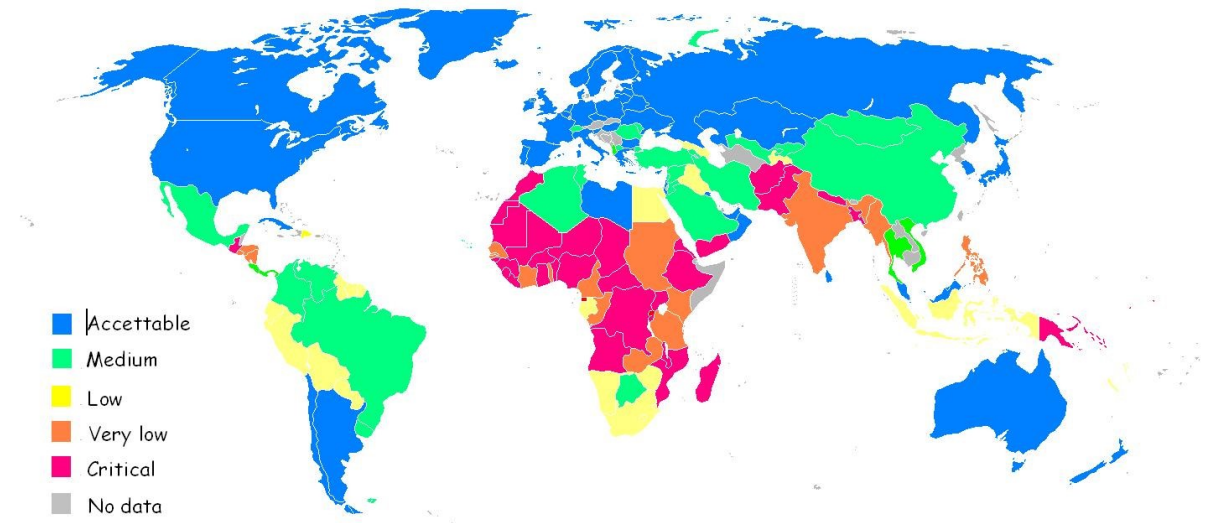 Accettable
Medium
Low
Very low
Critical
No data